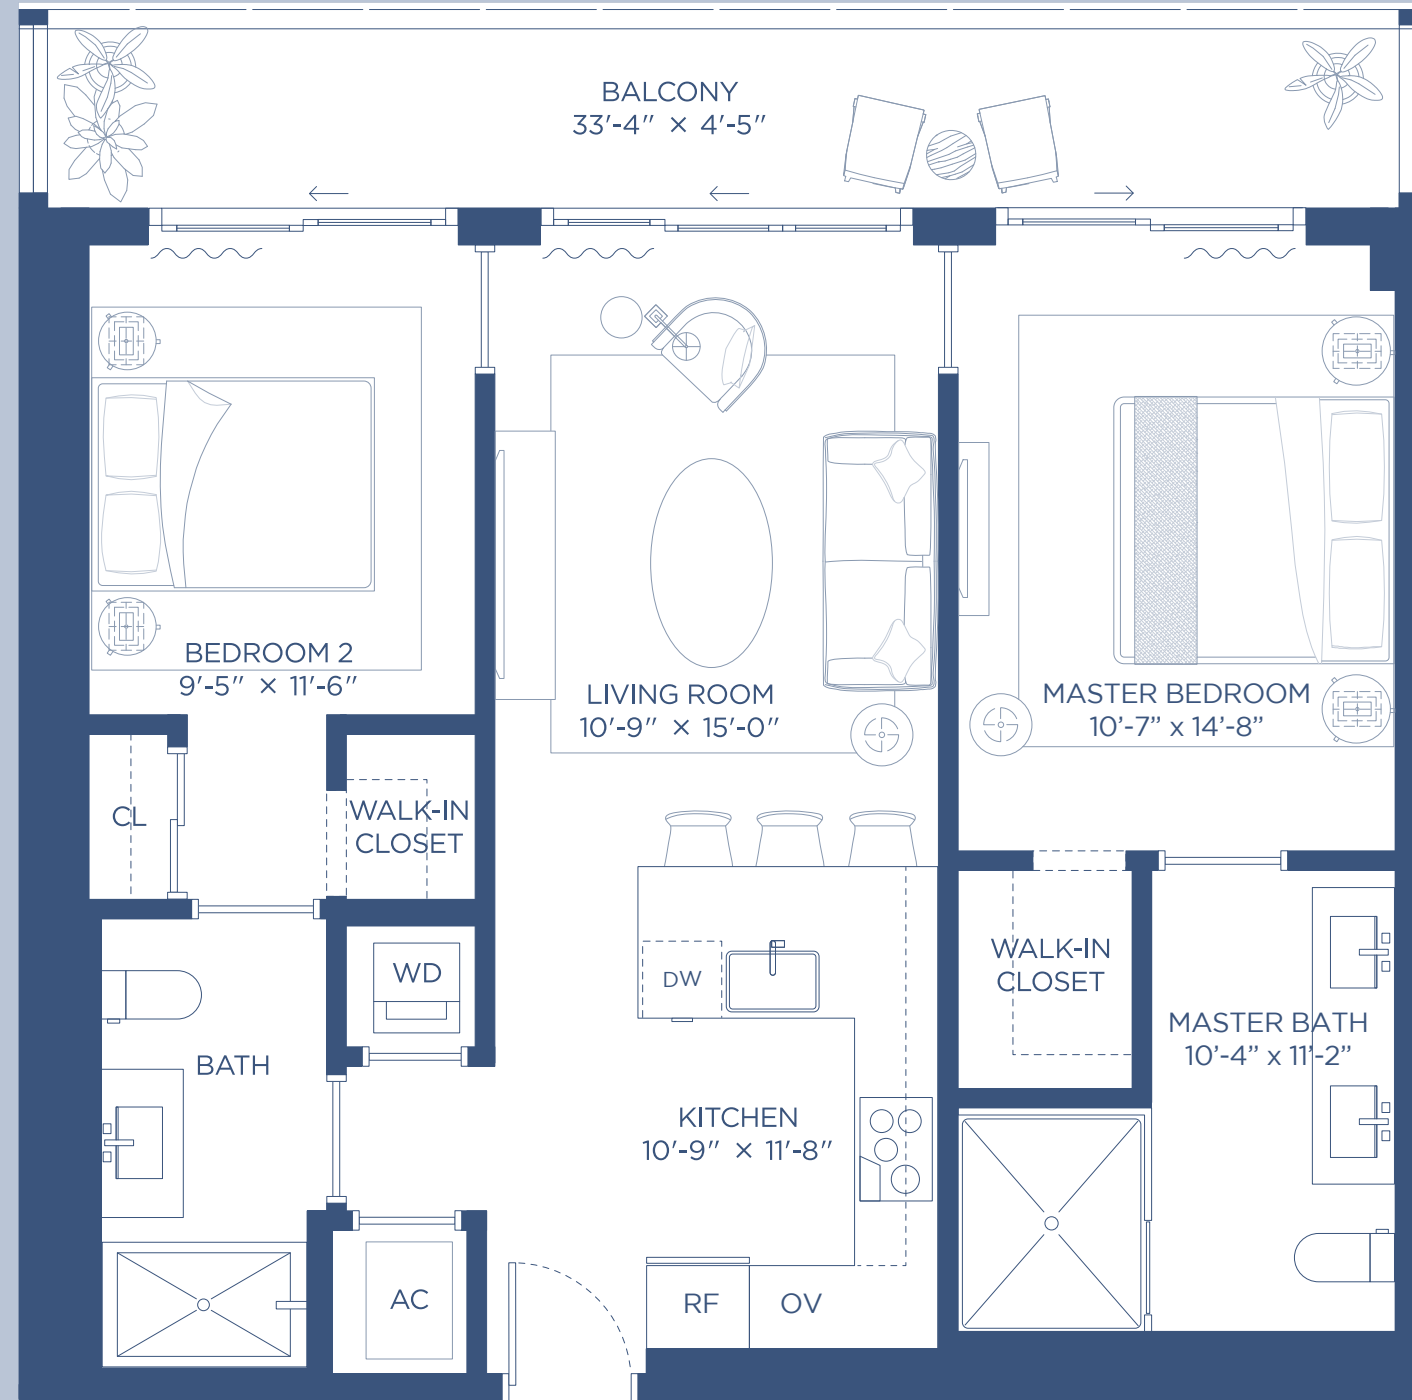 BALCONY
33'-4" × 4'-5"
BEDROOM 2
9'-5" × 11'-6"
LIVING ROOM
10'-9" × 15'-0"
MASTER BEDROOM
10'-7” x 14'-8”
CL
WALK-IN
CLOSET
WALK-IN
CLOSET
WD
DW
BATH
MASTER BATH
10'-4” x 11'-2”
KITCHEN
10'-9" × 11'-8"
AC
RF
OV